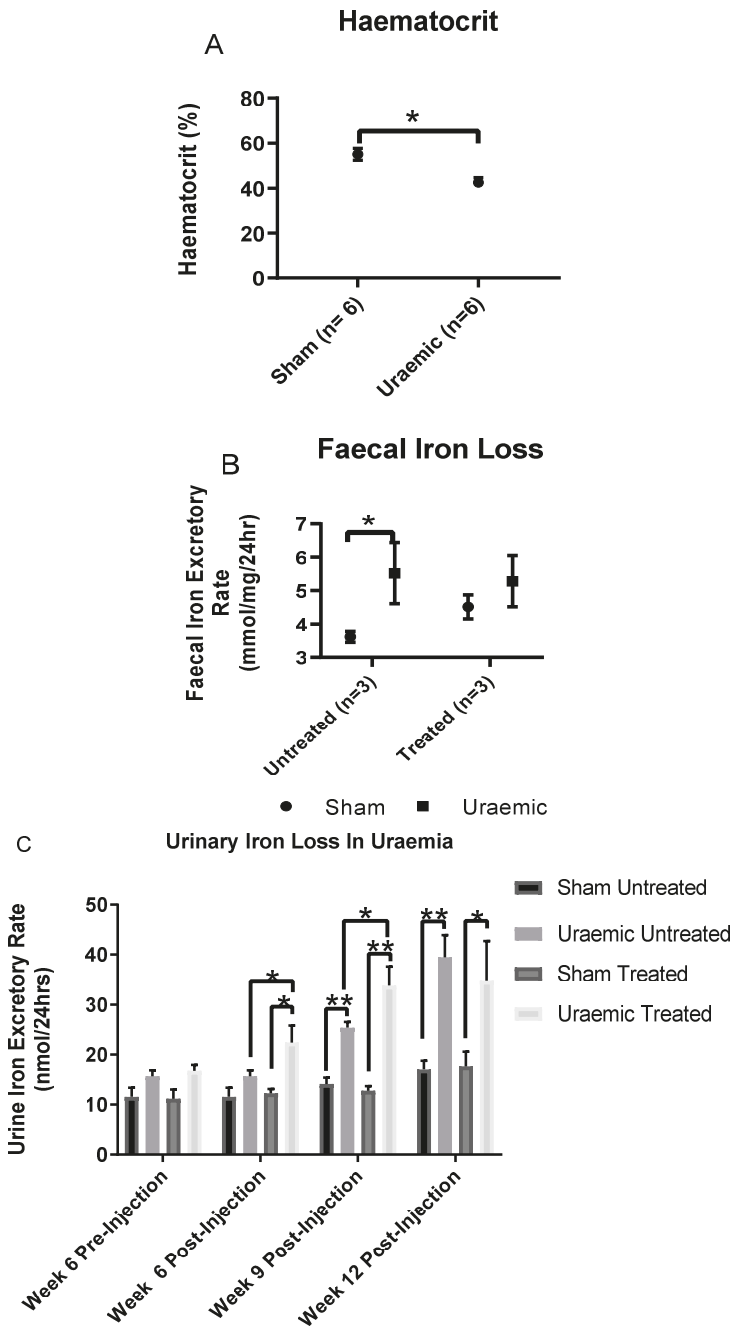 Haematocrit
A
Haematocrit (%)
80
60
40
20
0
*
Sham (n= 6)
Uraemic (n=6)
Faecal Iron Loss
B
Faecal Iron Excretory
Rate
(mmol/mg/24hr)
7
6
5
4
3
*
Untreated (n=3)
Treated (n=3)
Sham
Uraemic
C
Urinary Iron Loss In Uraemia
Urine Iron Excretory Rate
(nmol/24hrs)
50
40
30
20
10
0
*
*
**
*
**
**
*
Week 6 Pre-Injection
Week 6 Post-Injection
Week 9 Post-Injection
Week 12 Post-Injection
Sham Untreated
Uraemic Untreated
Sham Treated
Uraemic Treated